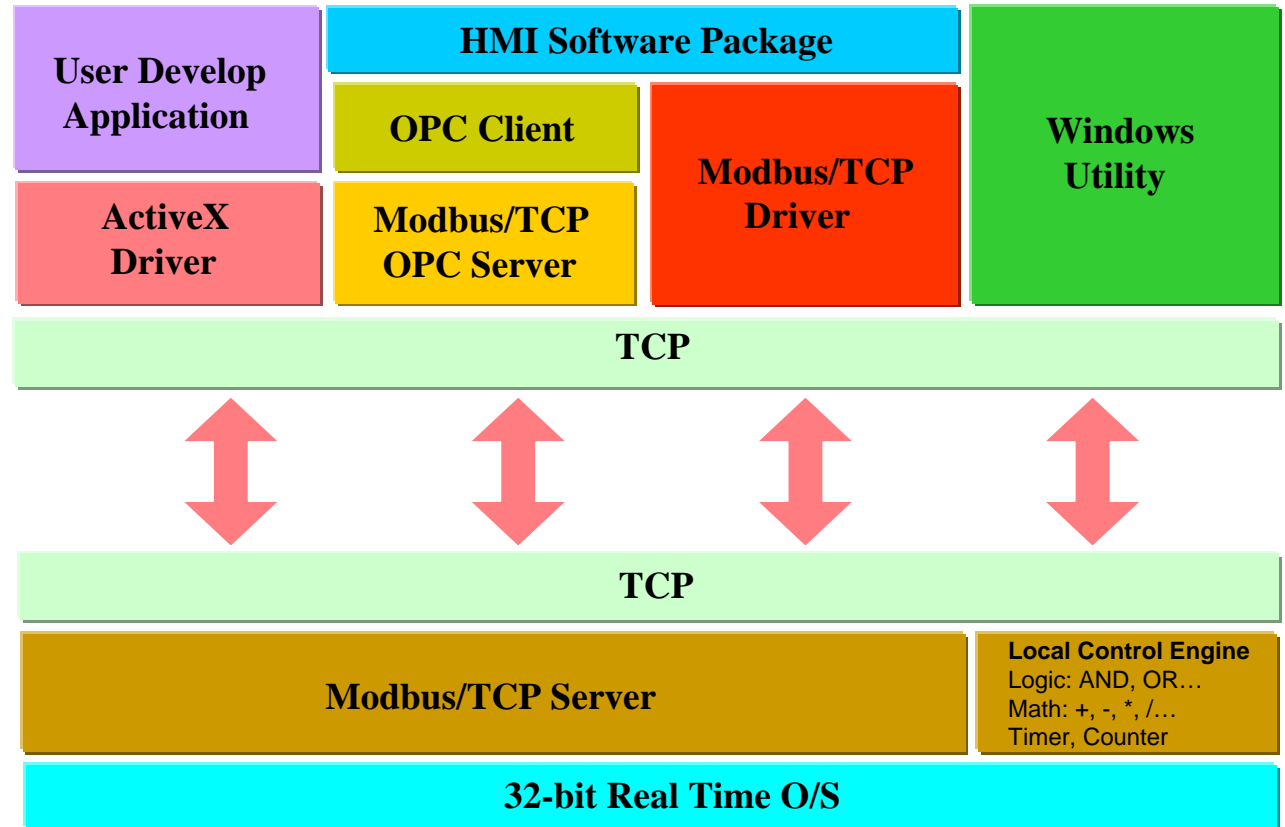 User Develop
Application
HMI Software Package
OPC Client
Modbus/TCP
Driver
Windows
Utility
ActiveX
Driver
Modbus/TCP
OPC Server
TCP
TCP
Modbus/TCP Server
Local Control Engine
Logic: AND, OR…
Math: +, -, *, /…
Timer, Counter
32-bit Real Time O/S